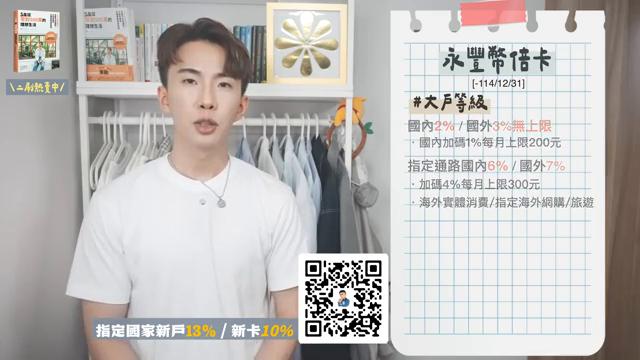 \二刷熱賣中/
永豐幣倍卡
[-114/12/31]
#大戶等級
國內2% / 國外3%無上限
· 國內加碼1%每月上限200元
指定通路國內6% / 國外7%
· 加碼4%每月上限300元
· 海外實體消費/指定海外網購/旅遊
指定國家新戶13% / 新卡10%